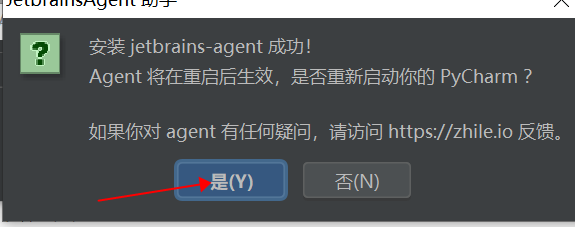 JetbrainsAgent 助手
安装 jetbrains-agent 成功！
Agent 将在重启后生效，是否重新启动你的 PyCharm ？
如果你对 agent 有任何疑问，请访问 https://zhile.io 反馈。
是(Y)
否(N)